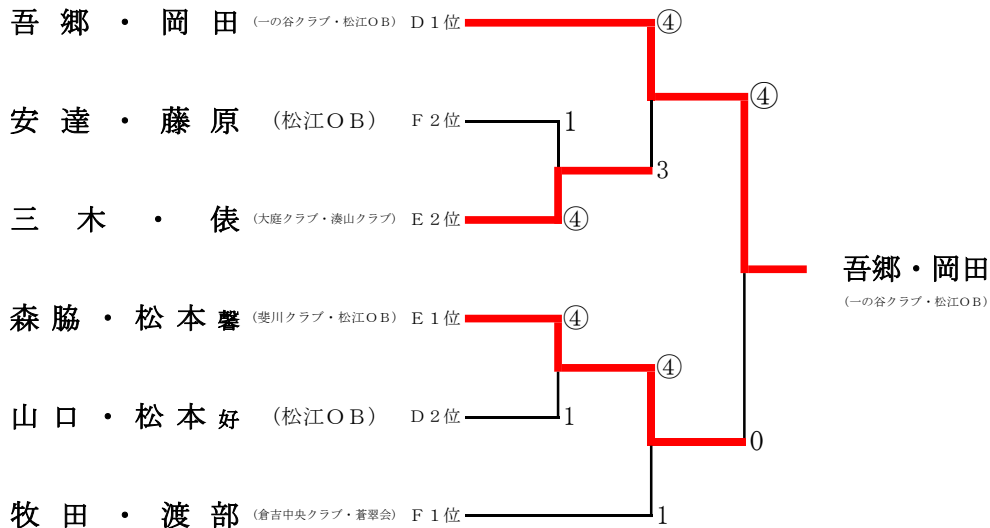 吾郷・岡田 (一の谷クラブ・松江OB) D1位 ④
④
安達・藤原 (松江OB) F2位 1
3
三木・俵 (大庭クラブ・湊山クラブ) E2位 ④
吾郷・岡田
(一の谷クラブ・松江OB)
森脇・松本馨 (斐川クラブ・松江OB) E1位 ④
④
山口・松本好 (松江OB) D2位 1
0
牧田・渡部 (倉吉中央クラブ・蒼翠会) F1位 1